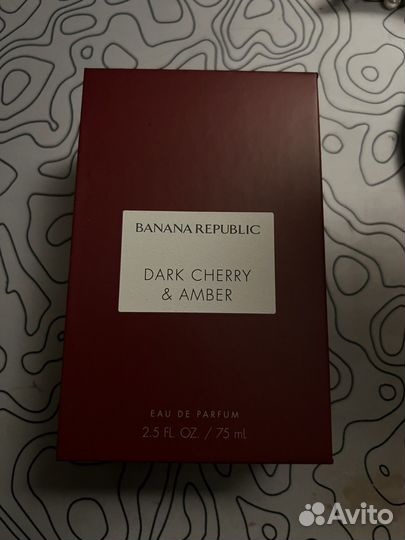 BANANA REPUBLIC
DARK CHERRY
& AMBER
EAU DE PARFUM
2.5 FL. OZ. / 75 ml
Avito